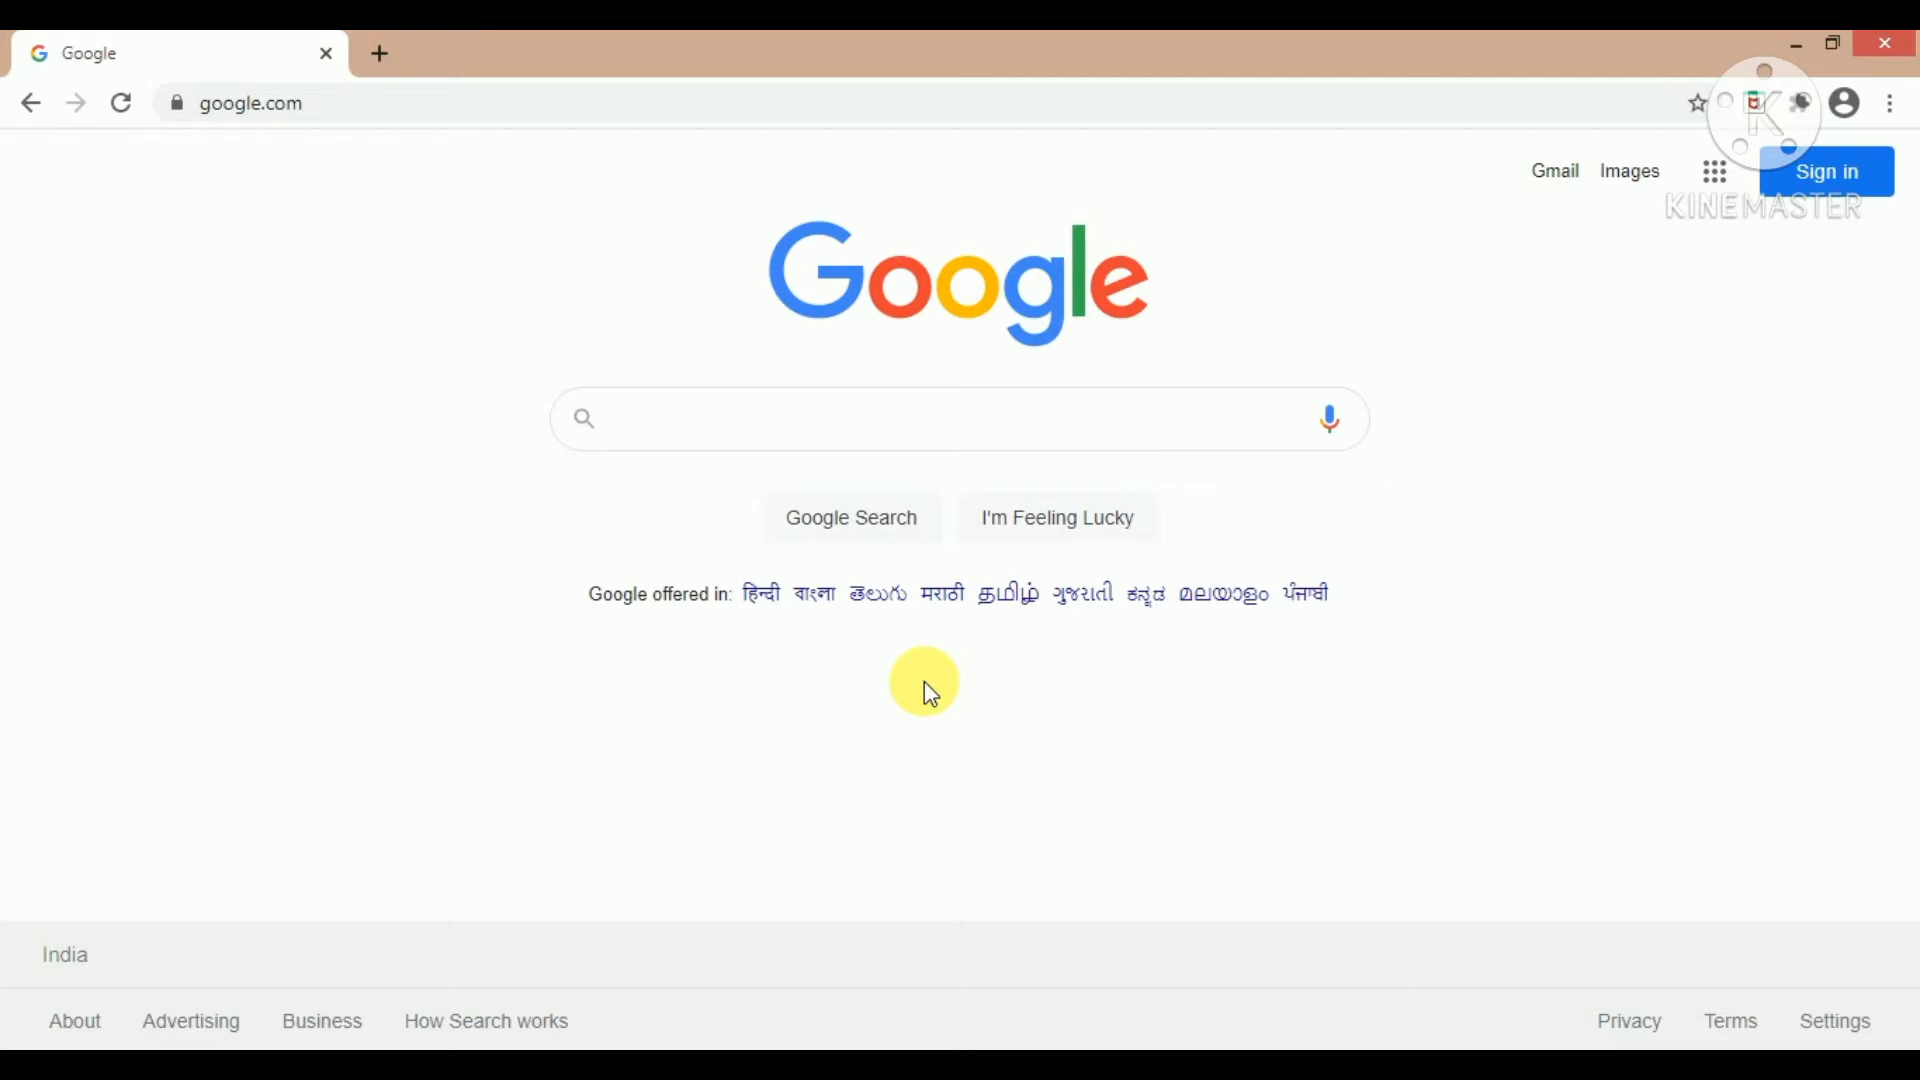 Google
google.com
Gmail Images Sign in
KINEMASTER
Google
Google Search I'm Feeling Lucky
Google offered in: हिन्दी বাংলা తెలుగు मराठी தமிழ் ગુજરાતી ಕನ್ನಡ മലയാളം ਪੰਜਾਬੀ
India
About Advertising Business How Search works Privacy Terms Settings